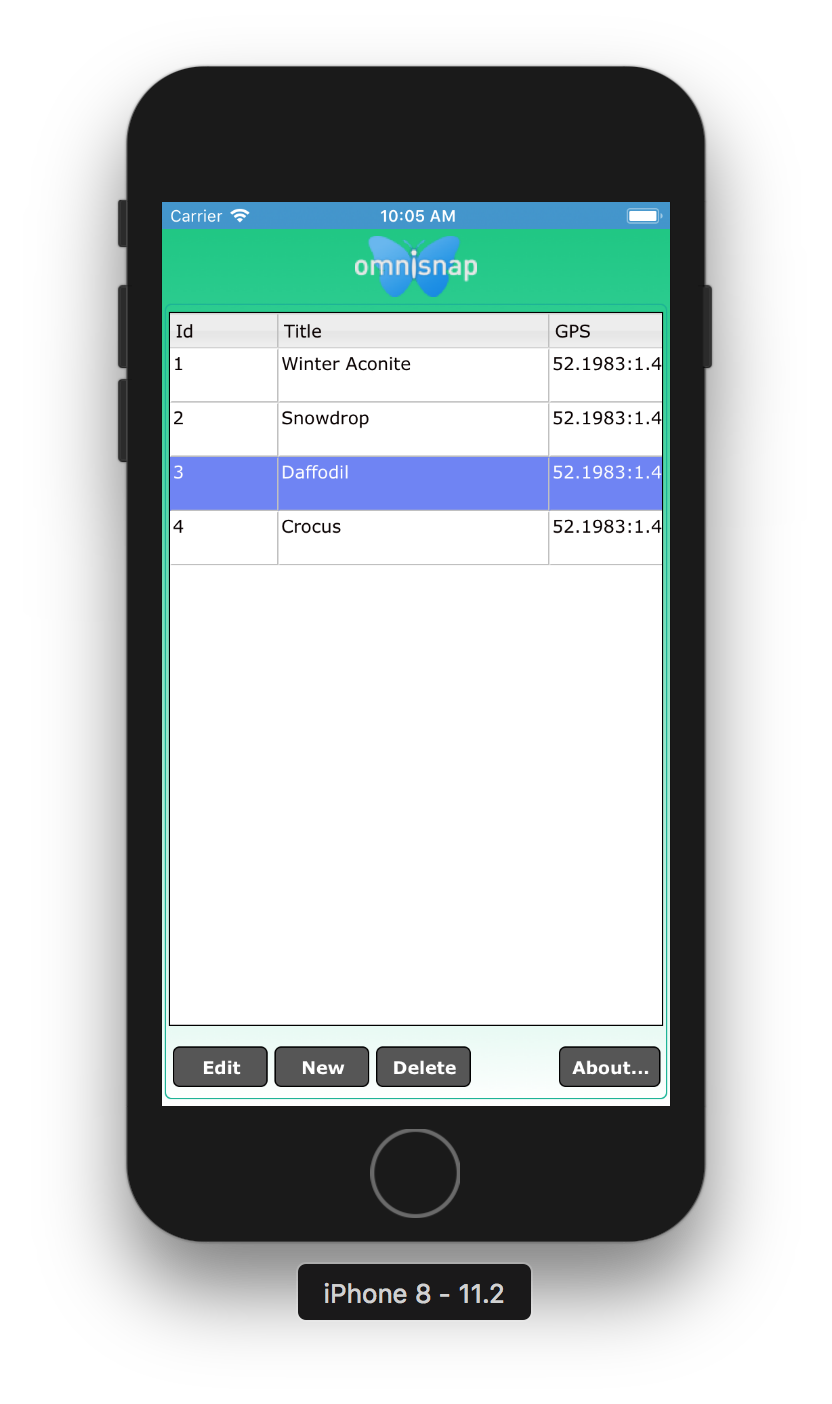 Carrier 10:05 AM
omnisnap
Id Title GPS
1 Winter Aconite 52.1983:1.4
2 Snowdrop 52.1983:1.4
3 Daffodil 52.1983:1.4
4 Crocus 52.1983:1.4
Edit New Delete About...
iPhone 8 - 11.2